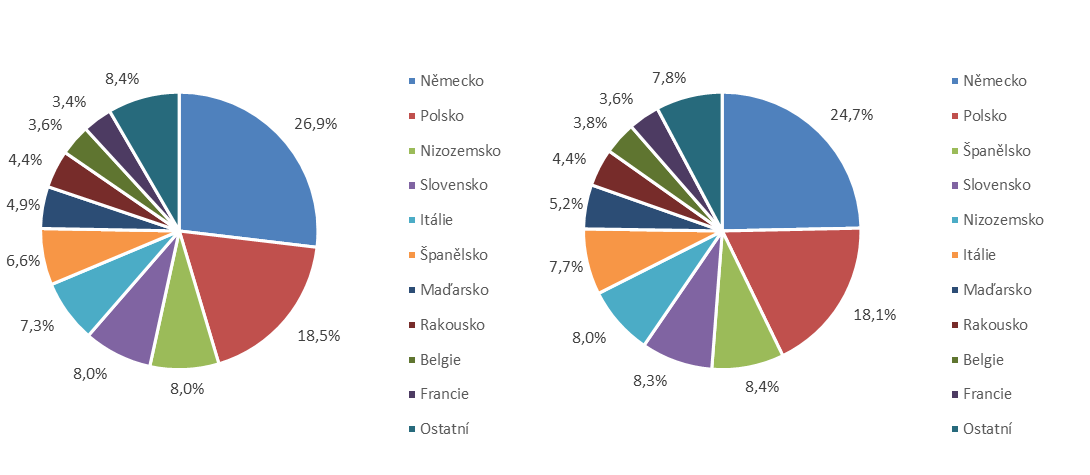 8,4%
3,4%
3,6%
4,4%
4,9%
6,6%
7,3%
8,0%
8,0%
18,5%
26,9%
Německo
Polsko
Nizozemsko
Slovensko
Itálie
Španělsko
Maďarsko
Rakousko
Belgie
Francie
Ostatní
7,8%
3,6%
3,8%
4,4%
5,2%
7,7%
8,0%
8,3%
8,4%
18,1%
24,7%
Německo
Polsko
Španělsko
Slovensko
Nizozemsko
Itálie
Maďarsko
Rakousko
Belgie
Francie
Ostatní